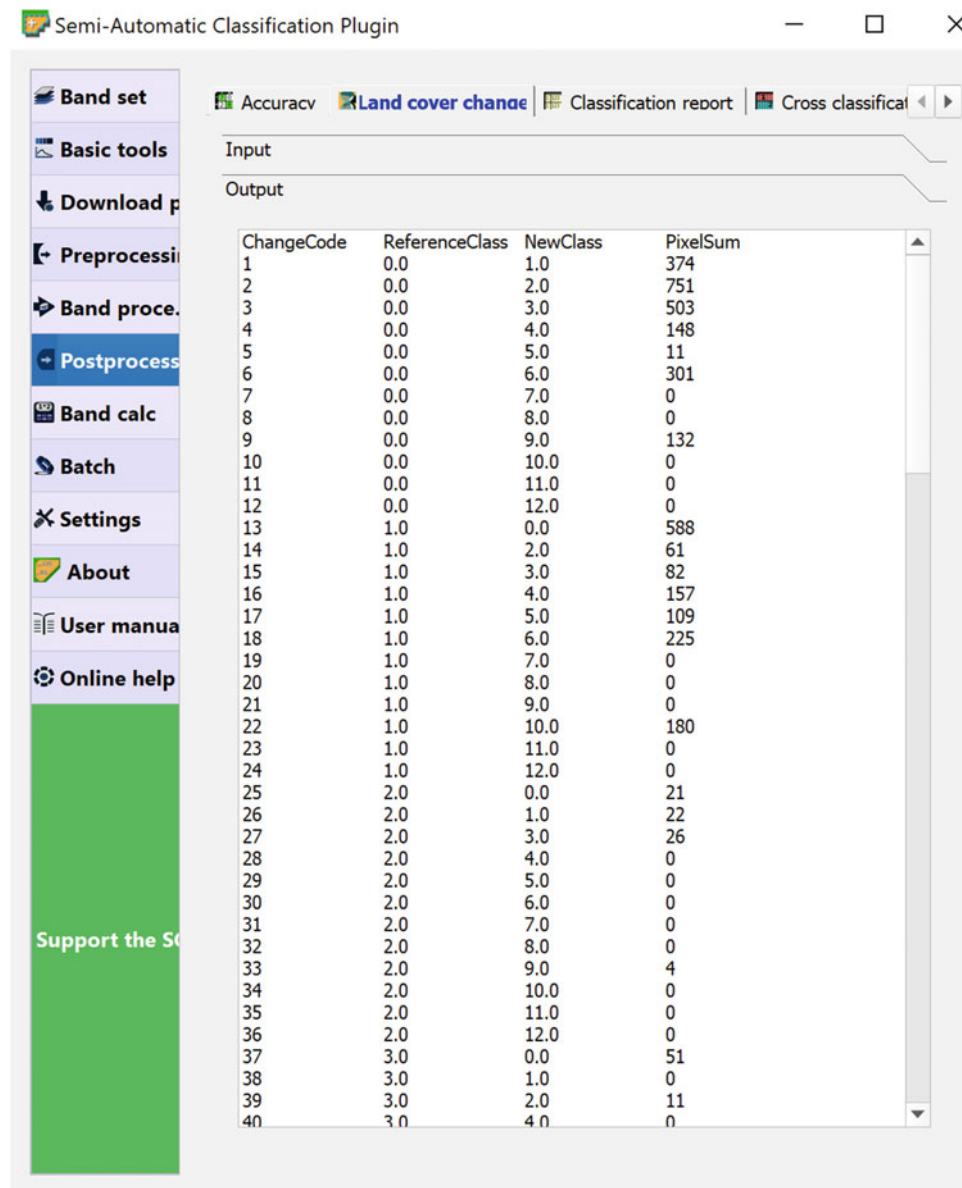 Semi-Automatic Classification Plugin
Band set
Basic tools
Download p
Preprocessi
Band proce.
Postprocess
Band calc
Batch
Settings
About
User manua
Online help
Support the S
Accuracy
Land cover change
Classification report
Cross classificat
Input
Output
ChangeCode ReferenceClass NewClass PixelSum
1 0.0 1.0 374
2 0.0 2.0 751
3 0.0 3.0 503
4 0.0 4.0 148
5 0.0 5.0 11
6 0.0 6.0 301
7 0.0 7.0 0
8 0.0 8.0 0
9 0.0 9.0 132
10 0.0 10.0 0
11 0.0 11.0 0
12 0.0 12.0 0
13 1.0 0.0 588
14 1.0 2.0 61
15 1.0 3.0 82
16 1.0 4.0 157
17 1.0 5.0 109
18 1.0 6.0 225
19 1.0 7.0 0
20 1.0 8.0 0
21 1.0 9.0 0
22 1.0 10.0 180
23 1.0 11.0 0
24 1.0 12.0 0
25 2.0 0.0 21
26 2.0 1.0 22
27 2.0 3.0 26
28 2.0 4.0 0
29 2.0 5.0 0
30 2.0 6.0 0
31 2.0 7.0 0
32 2.0 8.0 0
33 2.0 9.0 4
34 2.0 10.0 0
35 2.0 11.0 0
36 2.0 12.0 0
37 3.0 0.0 51
38 3.0 1.0 0
39 3.0 2.0 11
40 3.0 4.0 0